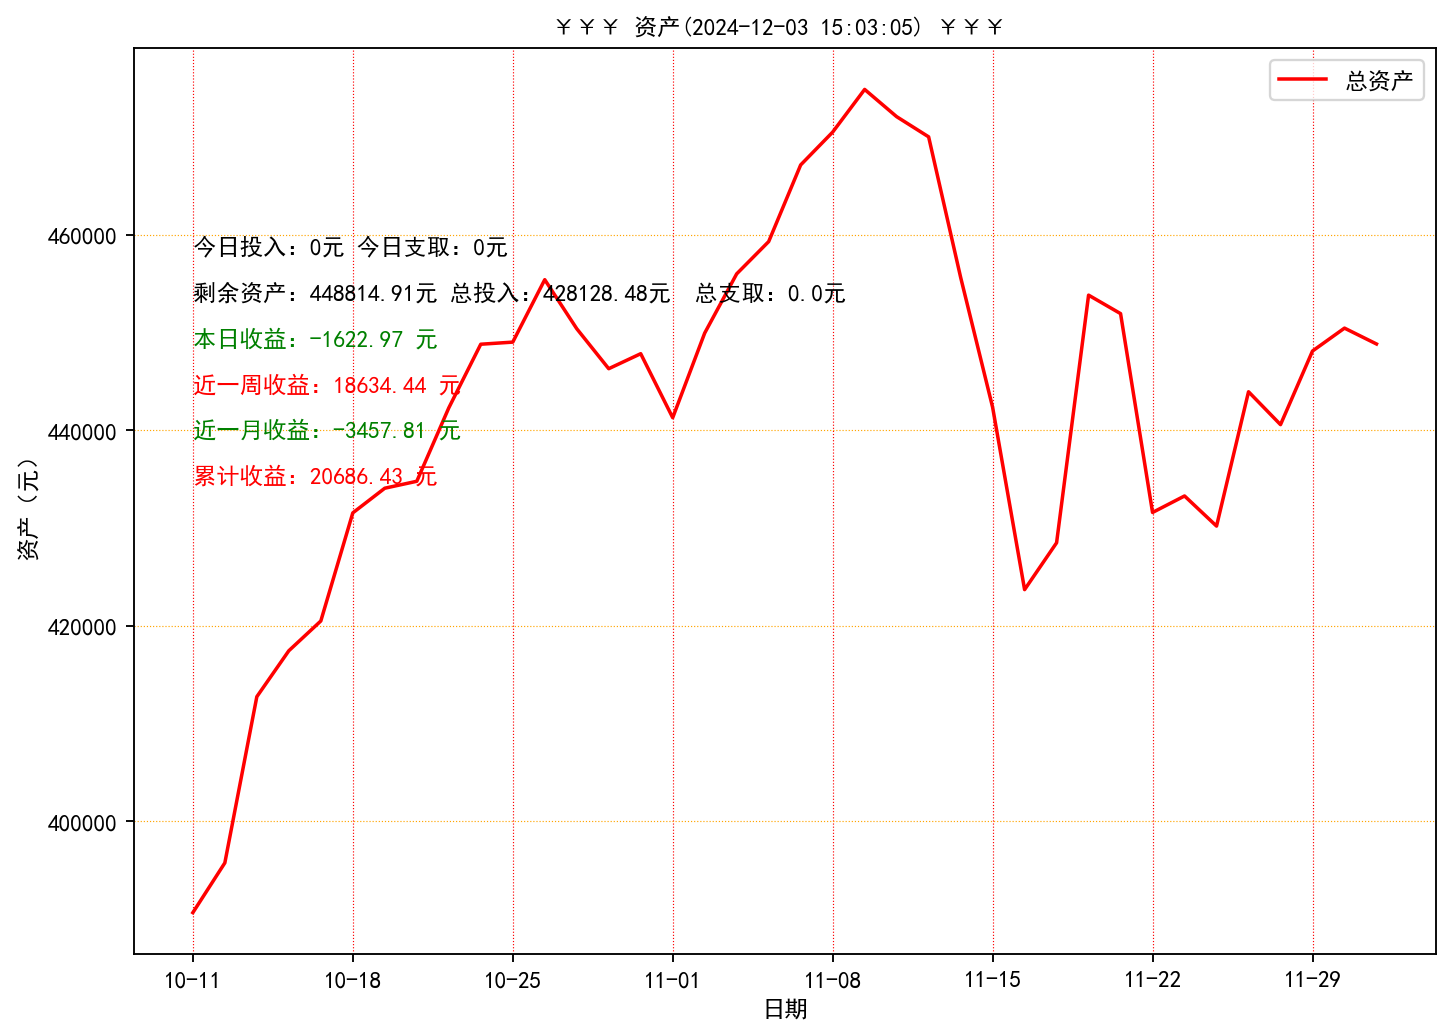 ￥￥￥ 资产(2024-12-03 15:03:05) ￥￥￥
总资产
460000
440000
420000
400000
资产（元）
今日投入：0元 今日支取：0元
剩余资产：448814.91元 总投入：428128.48元  总支取：0.0元
本日收益：-1622.97 元
近一周收益：18634.44 元
近一月收益：-3457.81 元
累计收益：20686.43 元
10-11 10-18 10-25 11-01 11-08 11-15 11-22 11-29
日期